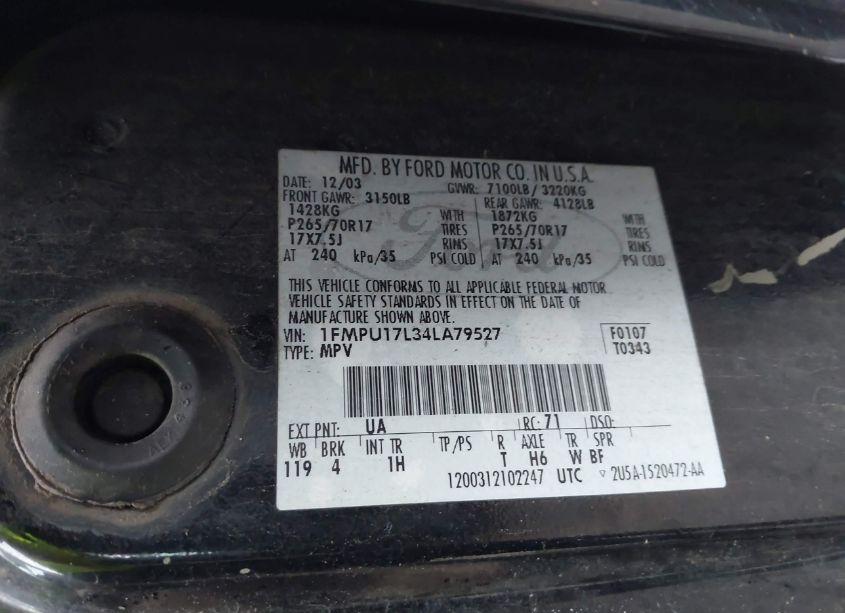 MFD. BY FORD MOTOR CO. IN U.S.A.
DATE: 12/03 GVWR: 7100LB/3220KG
FRONT GAWR: 3150LB REAR GAWR: 4128LB
1428KG WITH 1872KG WITH
P265/70R17 TIRES P265/70R17 TIRES
17X7.5J RIMS 17X7.5J RIMS
AT 240 kPa/35 PSI COLD AT 240 kPa/35 PSI COLD
Ford
THIS VEHICLE CONFORMS TO ALL APPLICABLE FEDERAL MOTOR
VEHICLE SAFETY STANDARDS IN EFFECT ON THE DATE OF
MANUFACTURE SHOWN ABOVE.
VIN: 1FMPU17L34LA79527 F0107
TYPE: MPV T0343
EXT PNT: UA RC: 71 DSO:
WB BRK INT TR TP/PS R AXLE TR SPR
119 4 1H T H6 W BF
1200312102247 UTC ▽ 2U5A-1520472-AA